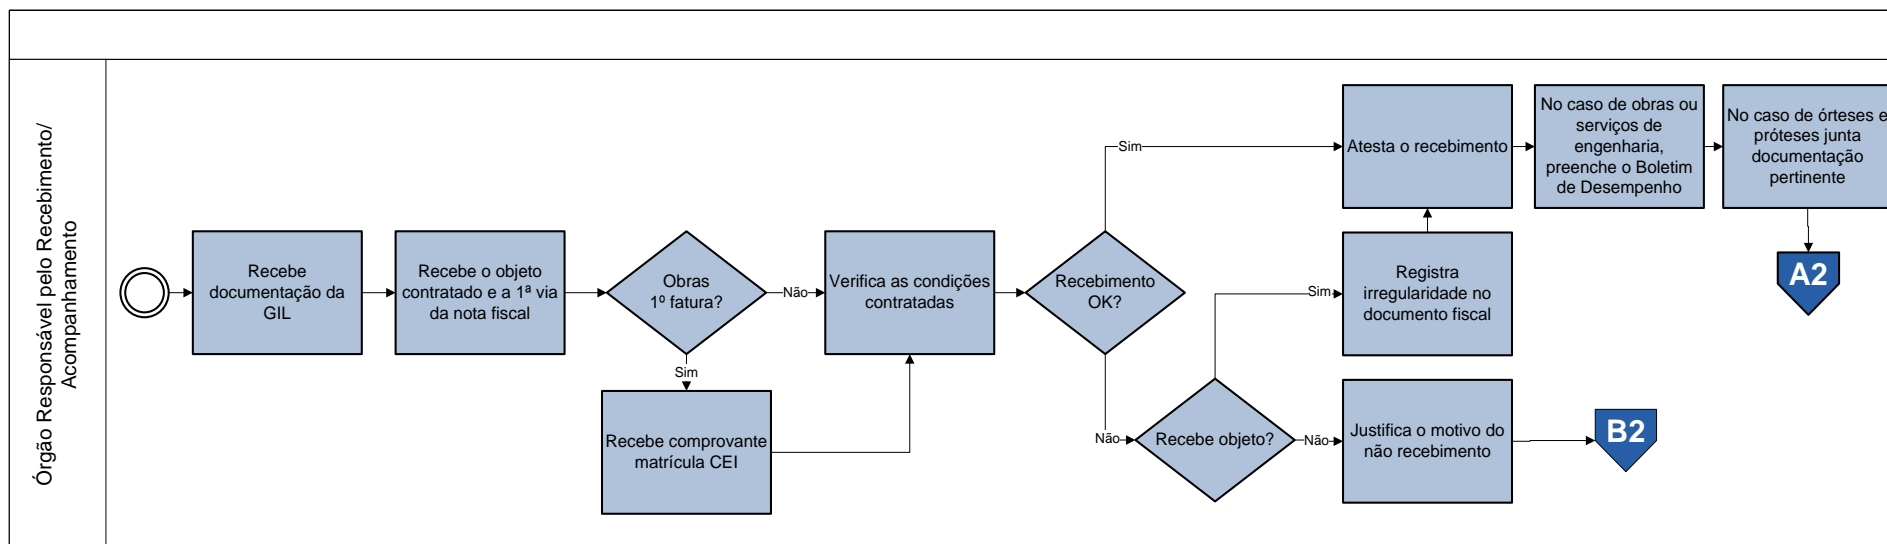 Órgão Responsável pelo Recebimento/
Acompanhamento
Recebe
documentação da
GIL
Recebe o objeto
contratado e a 1ª via
da nota fiscal
Obras
1º fatura?
Não
Sim
Recebe comprovante
matrícula CEI
Verifica as condições
contratadas
Recebimento
OK?
Sim
Não
Recebe objeto?
Sim
Não
Registra
irregularidade no
documento fiscal
Justifica o motivo do
não recebimento
B2
Atesta o recebimento
No caso de obras ou
serviços de
engenharia,
preenche o Boletim
de Desempenho
No caso de órteses e
próteses junta
documentação
pertinente
A2